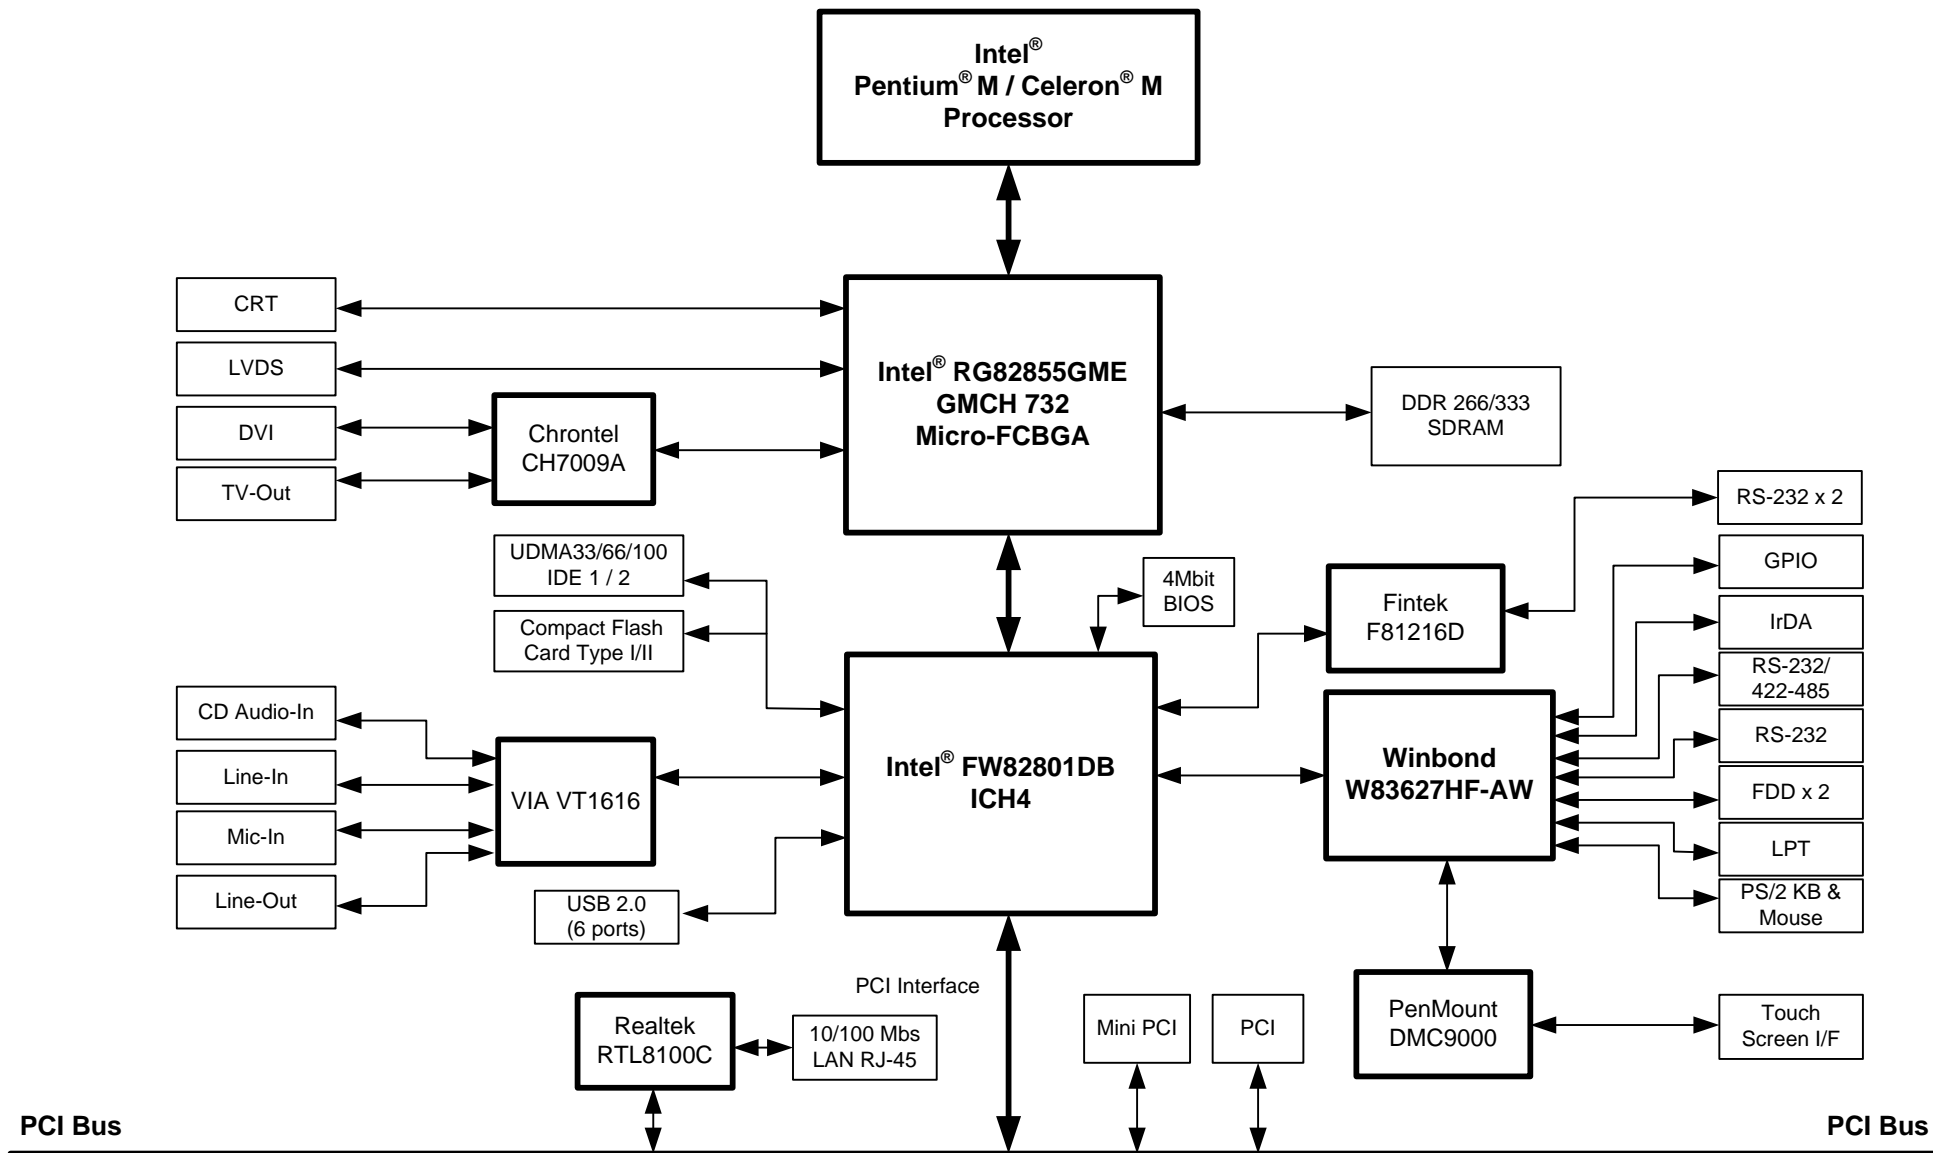 Intel®
Pentium® M / Celeron® M
Processor
CRT
LVDS
DVI
TV-Out
Chrontel
CH7009A
Intel® RG82855GME
GMCH 732
Micro-FCBGA
DDR 266/333
SDRAM
UDMA33/66/100
IDE 1 / 2
Compact Flash
Card Type I/II
4Mbit
BIOS
Fintek
F81216D
RS-232 x 2
GPIO
IrDA
RS-232/
422-485
RS-232
FDD x 2
LPT
PS/2 KB &
Mouse
CD Audio-In
Line-In
Mic-In
Line-Out
VIA VT1616
Intel® FW82801DB
ICH4
Winbond
W83627HF-AW
USB 2.0
(6 ports)
PCI Interface
Realtek
RTL8100C
10/100 Mbs
LAN RJ-45
Mini PCI
PCI
PenMount
DMC9000
Touch
Screen I/F
PCI Bus
PCI Bus